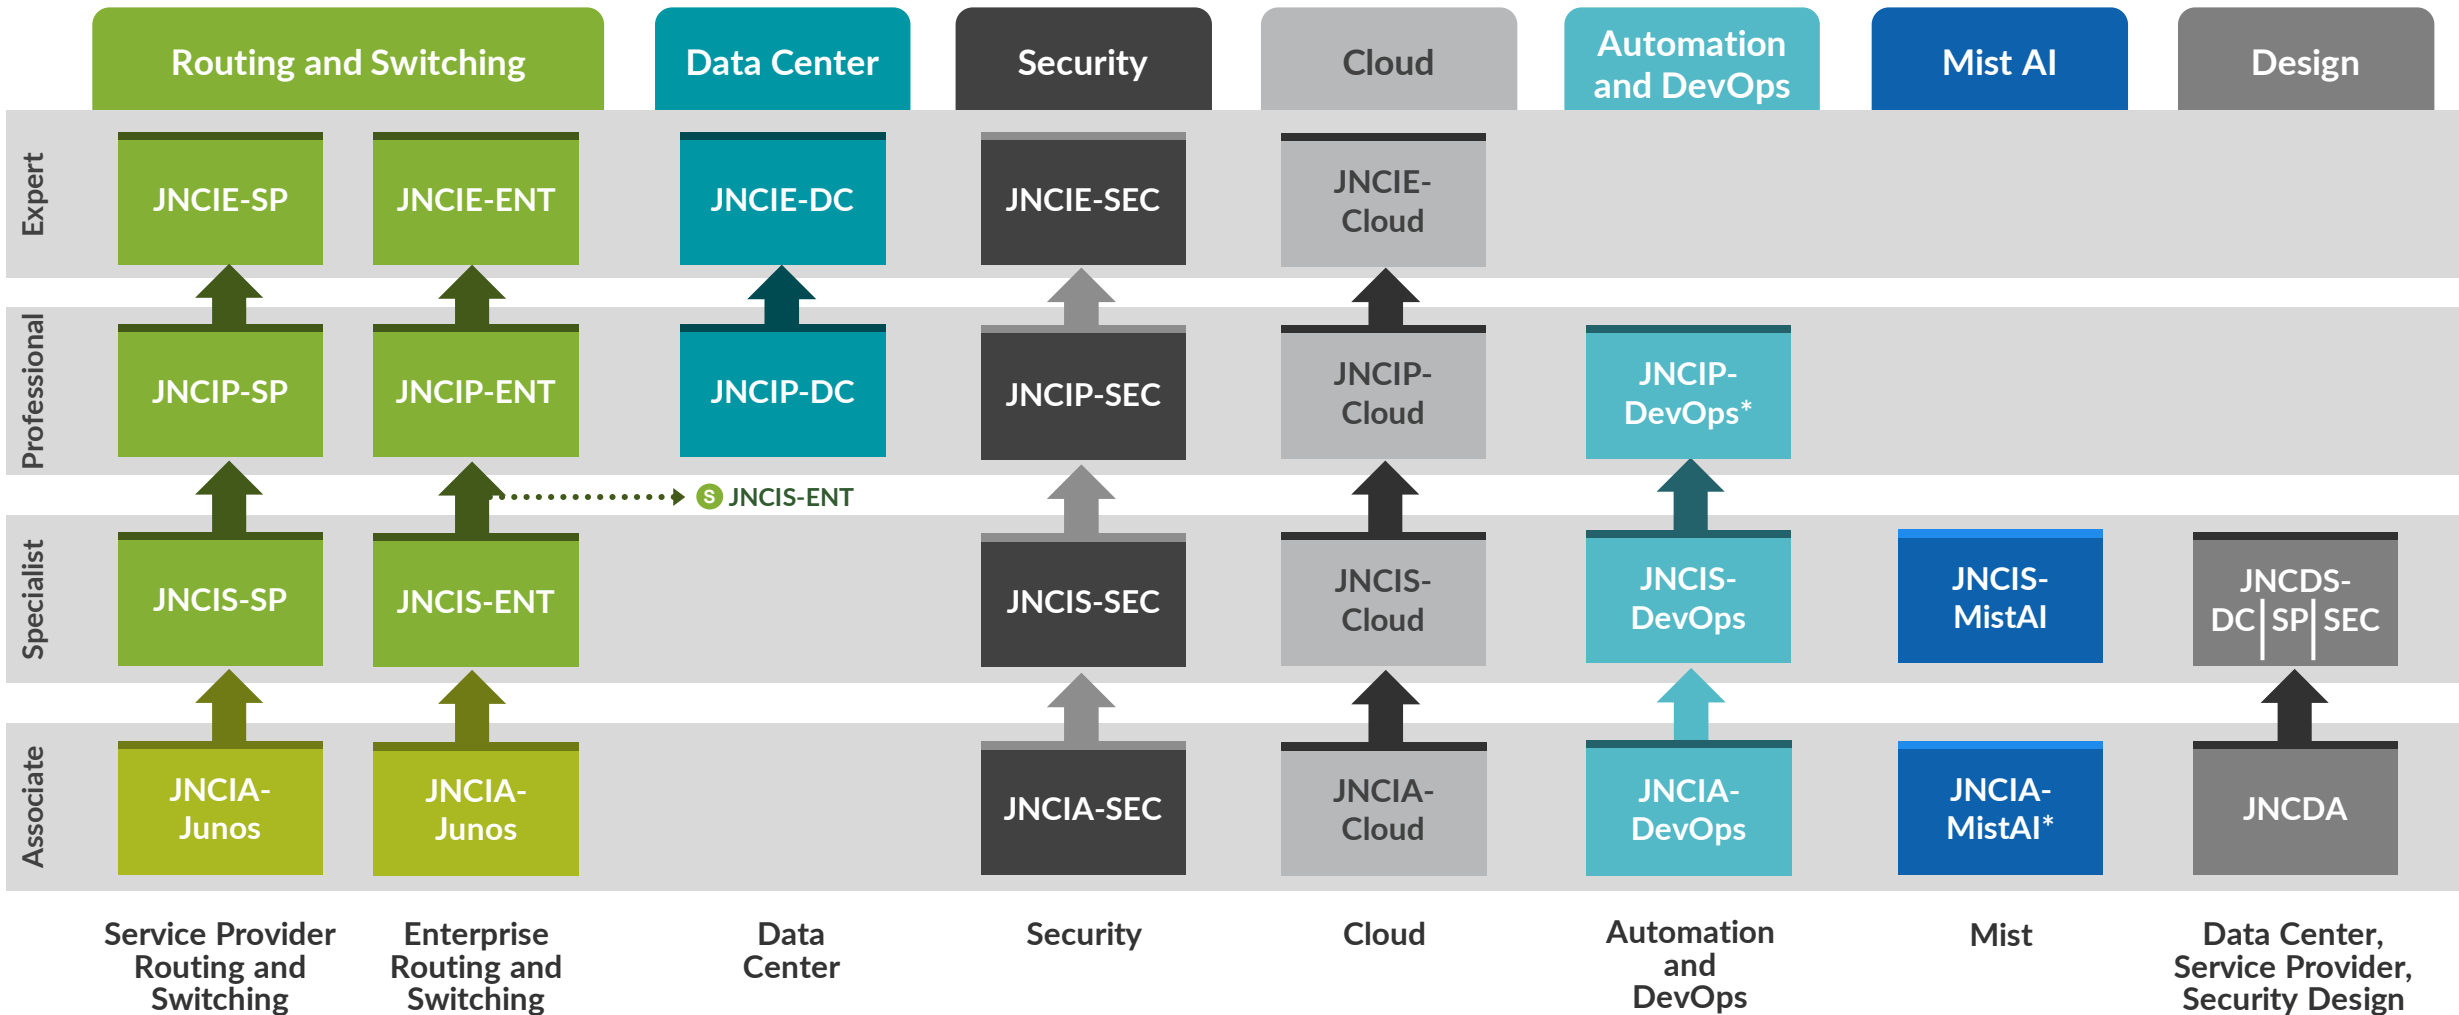 Routing and Switching
Data Center
Security
Cloud
Automation
and DevOps
Mist AI
Design
Expert
JNCIE-SP
JNCIE-ENT
JNCIE-DC
JNCIE-SEC
JNCIE-
Cloud
Professional
JNCIP-SP
JNCIP-ENT
JNCIP-DC
JNCIP-SEC
JNCIP-
Cloud
JNCIP-
DevOps*
S JNCIS-ENT
Specialist
JNCIS-SP
JNCIS-ENT
JNCIS-SEC
JNCIS-
Cloud
JNCIS-
DevOps
JNCIS-
MistAI
JNCDS-
DC|SP|SEC
Associate
JNCIA-
Junos
JNCIA-
Junos
JNCIA-SEC
JNCIA-
Cloud
JNCIA-
DevOps
JNCIA-
MistAI*
JNCDA
Service Provider
Routing and
Switching
Enterprise
Routing and
Switching
Data
Center
Security
Cloud
Automation
and
DevOps
Mist
Data Center,
Service Provider,
Security Design